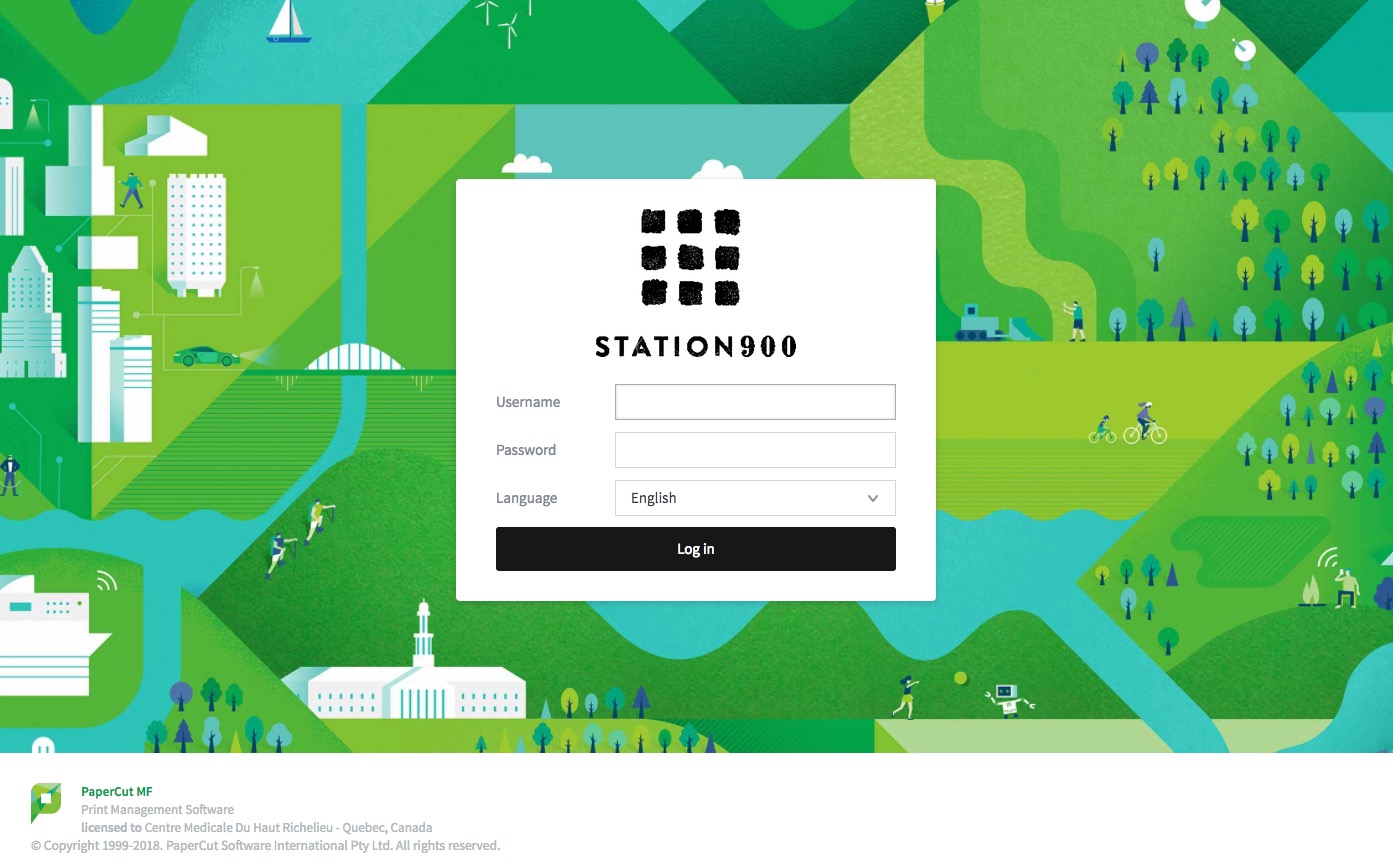 STATION900
Username
Password
Language English
Log in
PaperCut MF
Print Management Software
licensed to Centre Medicale Du Haut Richelieu - Quebec, Canada
© Copyright 1999-2018. PaperCut Software International Pty Ltd. All rights reserved.